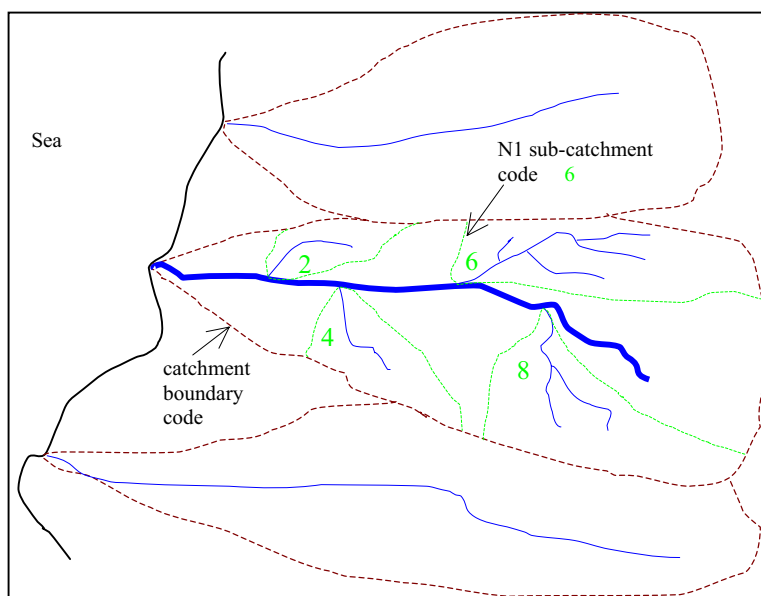 Sea
N1 sub-catchment
code 6
2
6
4
8
catchment
boundary
code